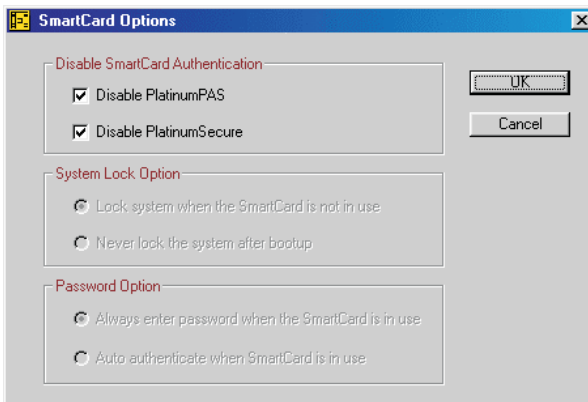 SmartCard Options
Disable SmartCard Authentication
Disable PlatinumPAS
Disable PlatinumSecure
OK
Cancel
System Lock Option
Lock system when the SmartCard is not in use
Never lock the system after bootup
Password Option
Always enter password when the SmartCard is in use
Auto authenticate when SmartCard is in use